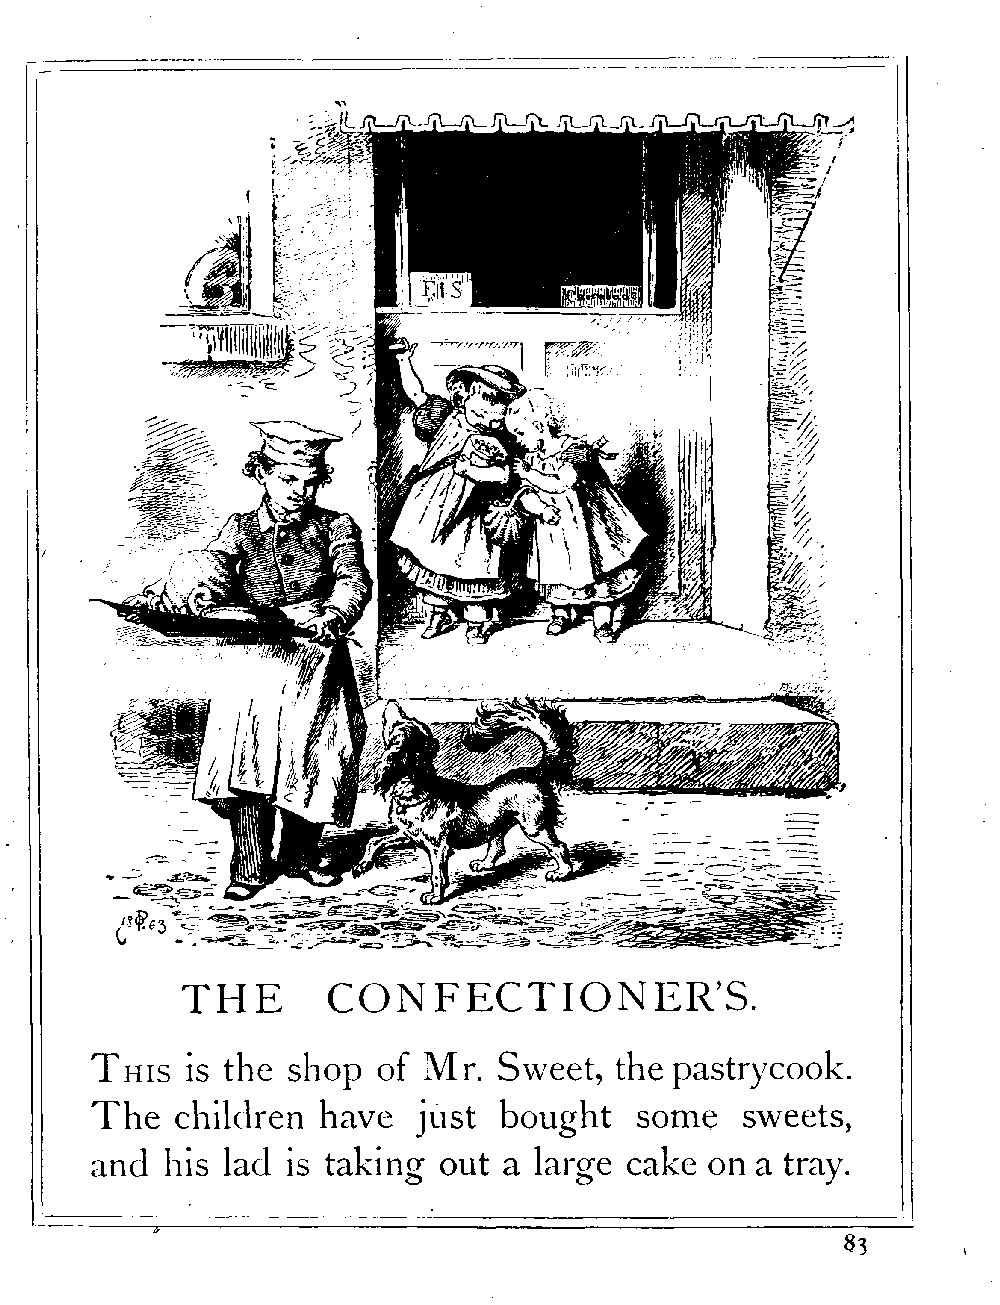 EIS
THE CONFECTIONER'S.
THIS is the shop of Mr. Sweet, the pastrycook.
The children have just bought some sweets,
and his lad is taking out a large cake on a tray.
83